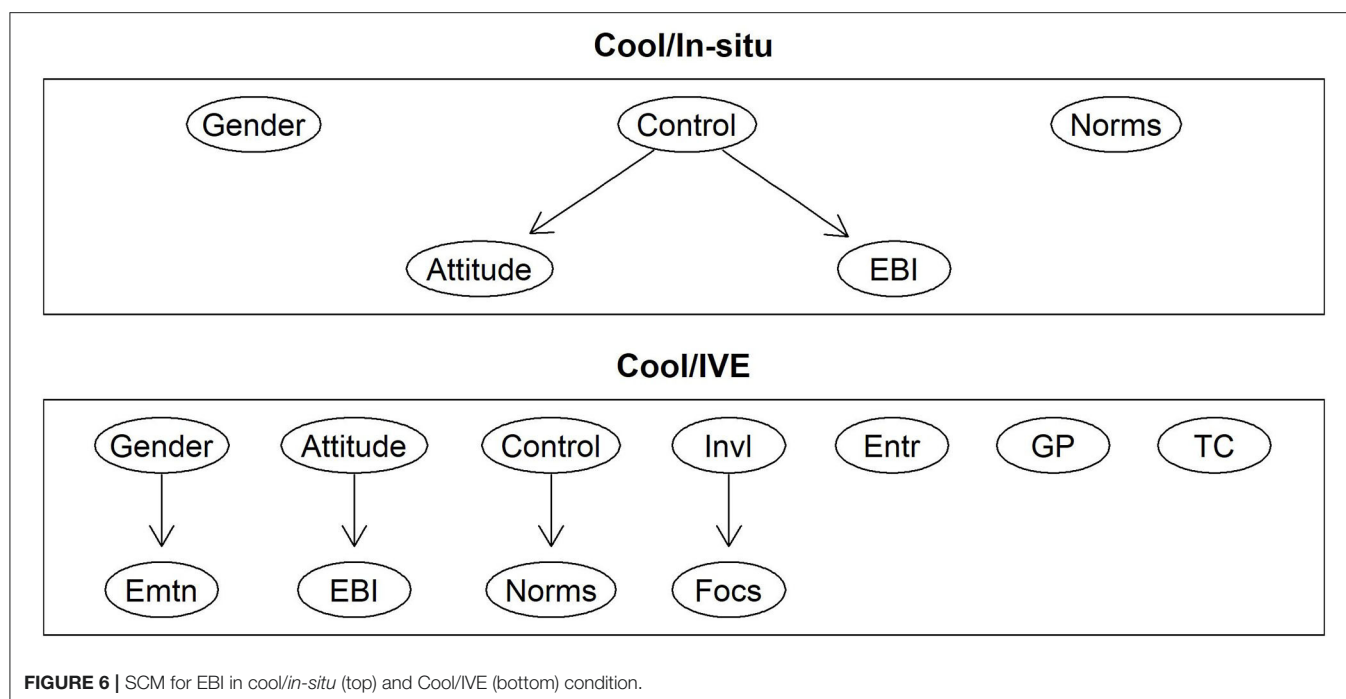 Cool/In-situ
Gender Control Norms
Attitude EBI
Cool/IVE
Gender Attitude Control Invl Entr GP TC
Emtn EBI Norms Focs
FIGURE 6 | SCM for EBI in cool/in-situ (top) and Cool/IVE (bottom) condition.